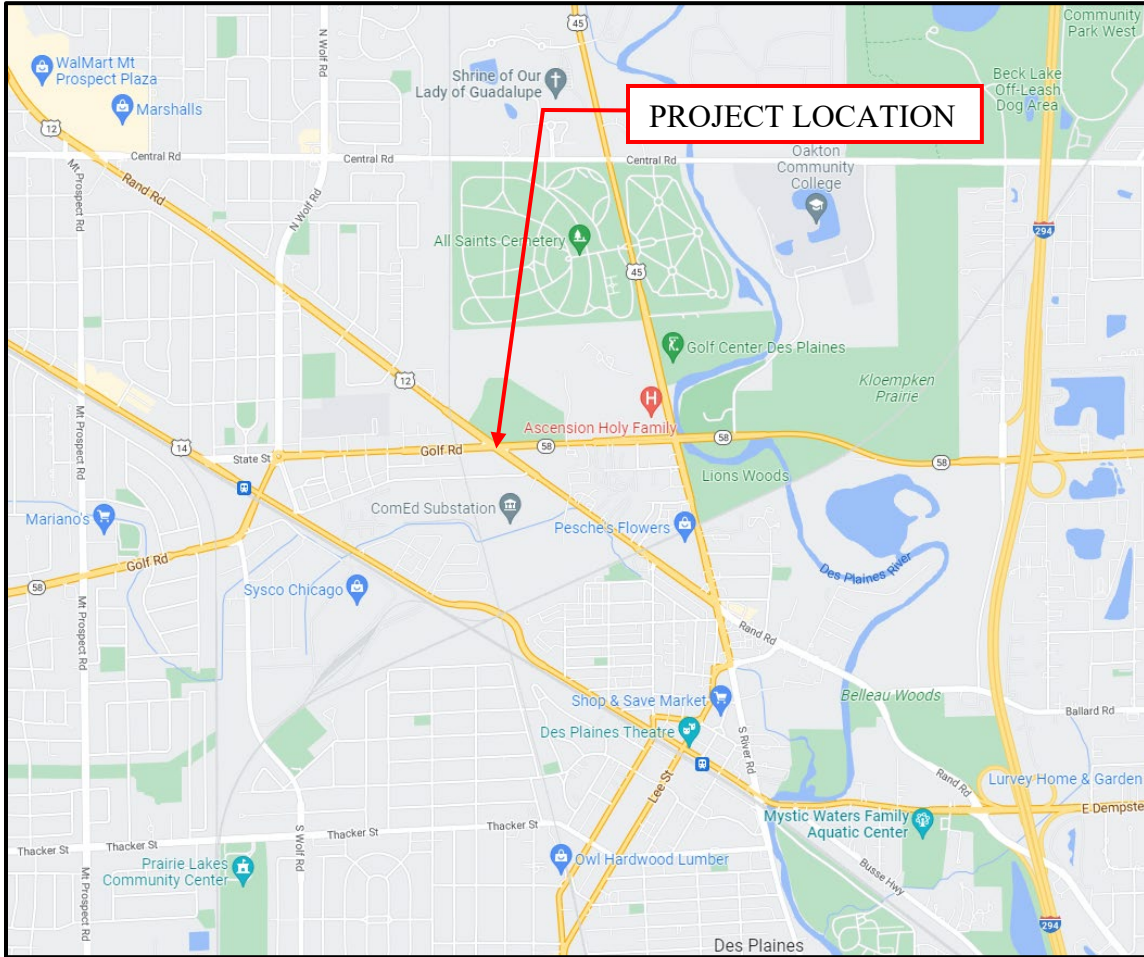 45
Community
Park West
WalMart Mt
Prospect Plaza
N Wolf Rd
Shrine of Our
Lady of Guadalupe
Beck Lake
Off-Leash
Dog Area
Marshalls
PROJECT LOCATION
12
Central Rd
Central Rd
Central Rd
Oakton
Community
College
Mt Prospect Rd
Rand Rd
N Wolf Rd
All Saints Cemetery
294
45
Golf Center Des Plaines
12
Kloempken
Prairie
H
Ascension Holy Family
14
State St
Golf Rd
58
58
58
Lions Woods
ComEd Substation
Mariano's
Pesche's Flowers
Golf Rd
58
Sysco Chicago
Des Plaines River
Mt Prospect Rd
Rand Rd
Shop & Save Market
Belleau Woods
Ballard Rd
Des Plaines Theatre
S River Rd
Lee St
Rand Rd
Lurvey Home & Garden
E Dempste
Mystic Waters Family
Aquatic Center
S Wolf Rd
Thacker St
Thacker St
Thacker St
Prairie Lakes
Community Center
Owl Hardwood Lumber
Busse Hwy
Mt Prospect Rd
294
Des Plaines